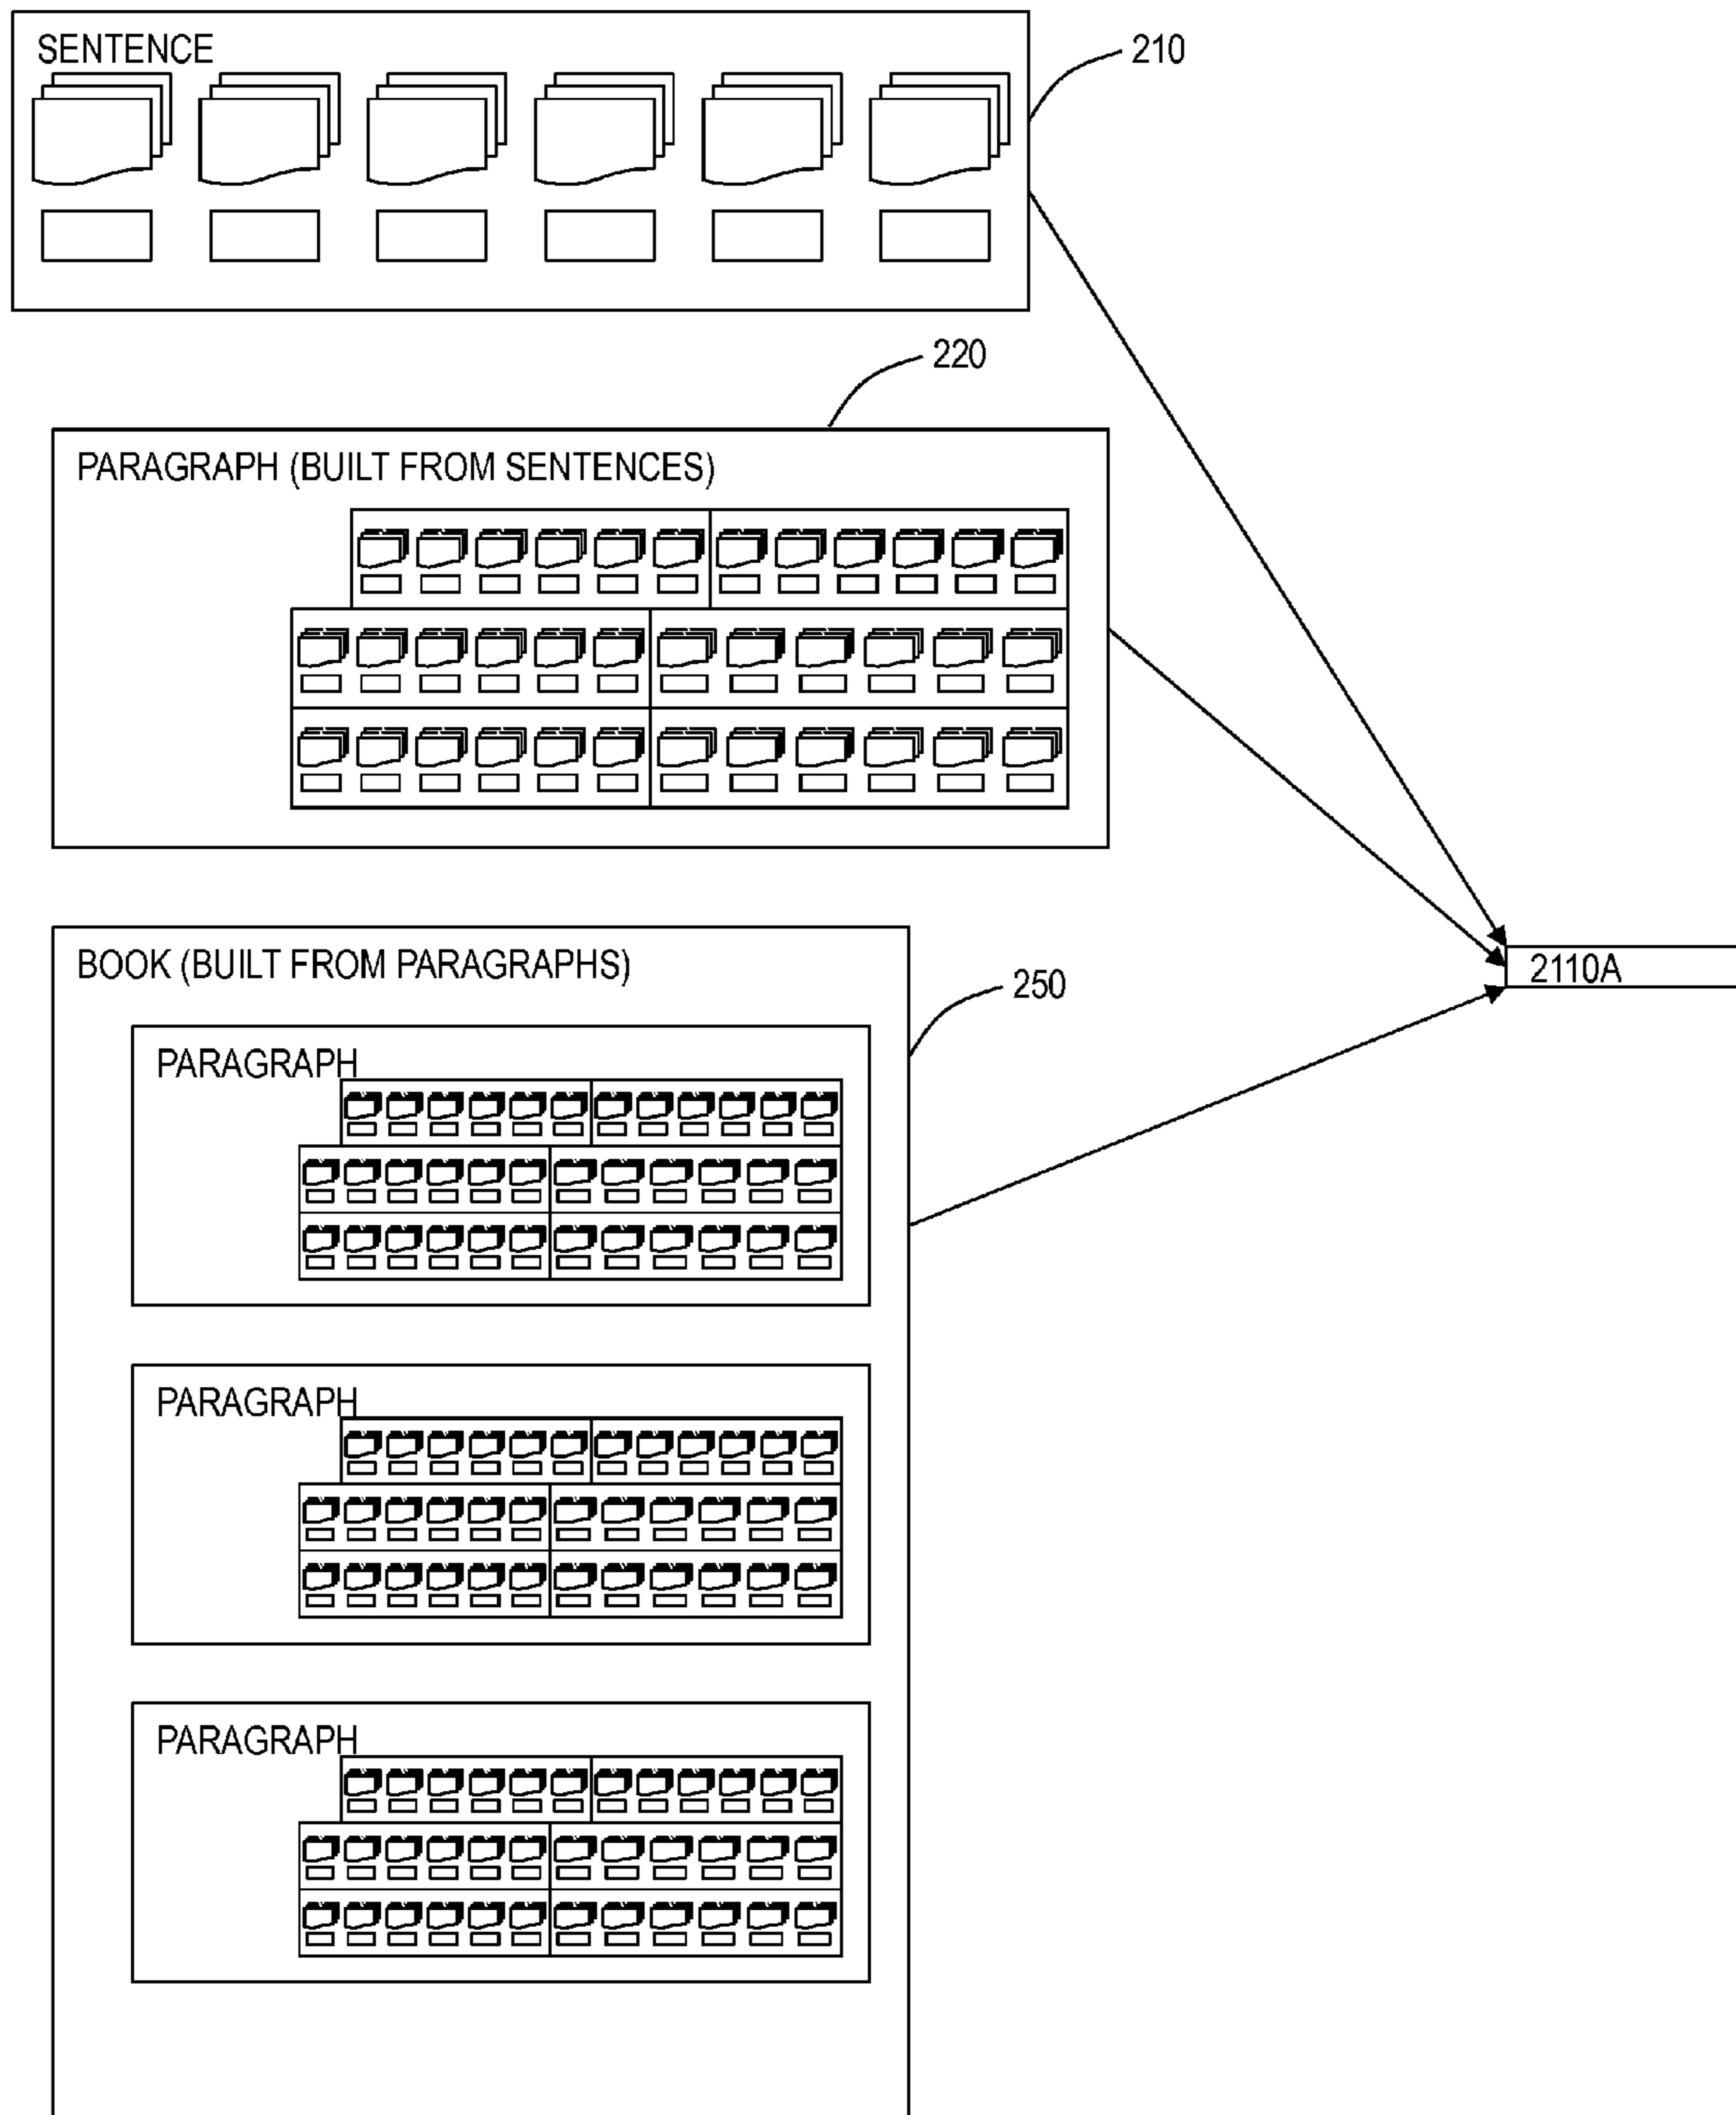 SENTENCE
210
220
PARAGRAPH (BUILT FROM SENTENCES)
BOOK (BUILT FROM PARAGRAPHS)
2110A
250
PARAGRAPH
PARAGRAPH
PARAGRAPH